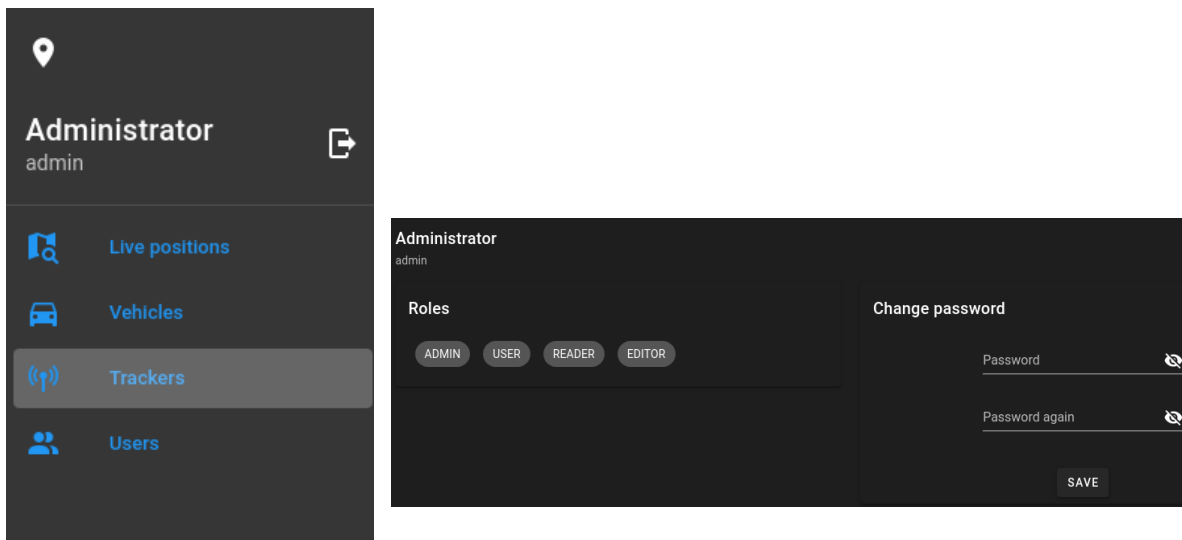 Administrator
admin
Live positions
Vehicles
Trackers
Users
Administrator
admin
Roles
ADMIN USER READER EDITOR
Change password
Password
Password again
SAVE